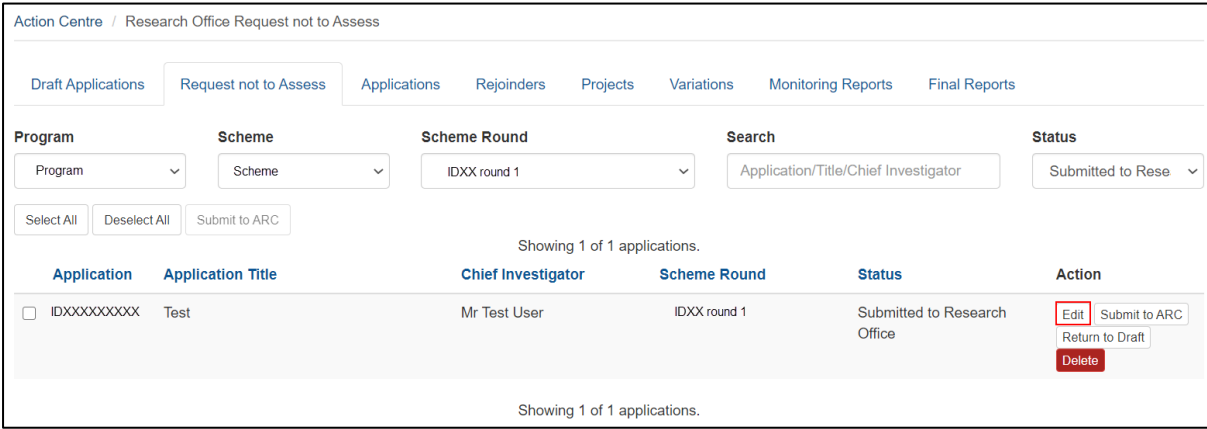 Action Centre / Research Office Request not to Assess
Draft Applications Request not to Assess Applications Rejoinders Projects Variations Monitoring Reports Final Reports
Program Scheme Scheme Round Search Status
Program Scheme IDXX round 1 Application/Title/Chief Investigator Submitted to Rese
Select All Deselect All Submit to ARC
Showing 1 of 1 applications.
Application Application Title Chief Investigator Scheme Round Status Action
IDXXXXXXXXX Test Mr Test User IDXX round 1 Submitted to Research Edit Submit to ARC
Office Return to Draft
Delete
Showing 1 of 1 applications.